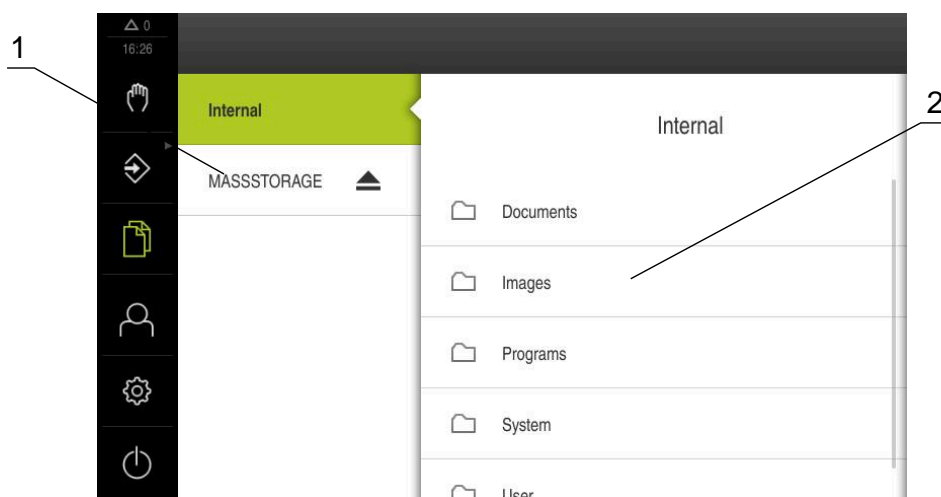 1
0
16:26
Internal
MASSSTORAGE
Internal
2
Documents
Images
Programs
System
User